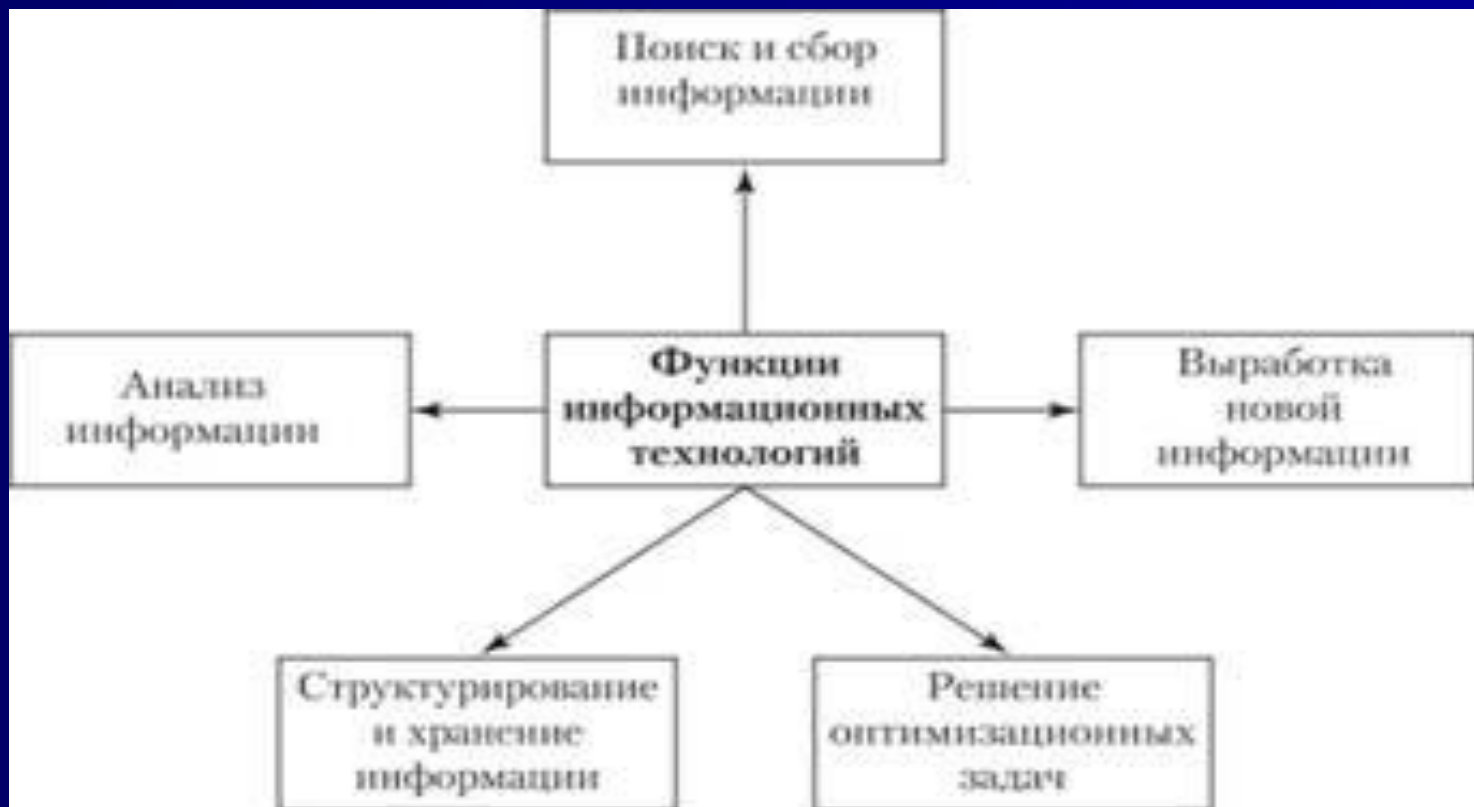 Поиск и сбор
информации
Анализ
информации
Функции
информационных
технологий
Выработка
новой
информации
Структурирование
и хранение
информации
Решение
оптимизационных
задач